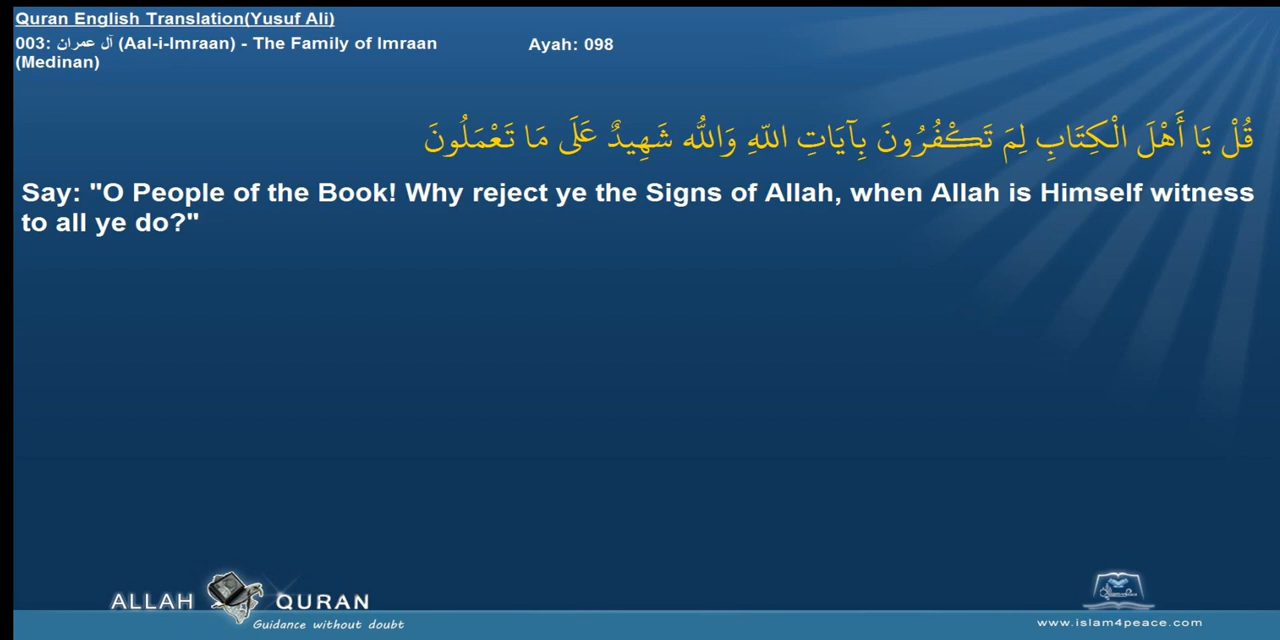 Quran English Translation(Yusuf Ali)
003: آل عمران (Aal-i-Imraan) - The Family of Imraan Ayah: 098
(Medinan)
قُلْ يَا أَهْلَ الْكِتَابِ لِمَ تَكْفُرُونَ بِآيَاتِ اللّهِ وَاللّهُ شَهِيدٌ عَلَى مَا تَعْمَلُونَ
Say: "O People of the Book! Why reject ye the Signs of Allah, when Allah is Himself witness
to all ye do?"
ALLAH QURAN
Guidance without doubt
www.islam4peace.com